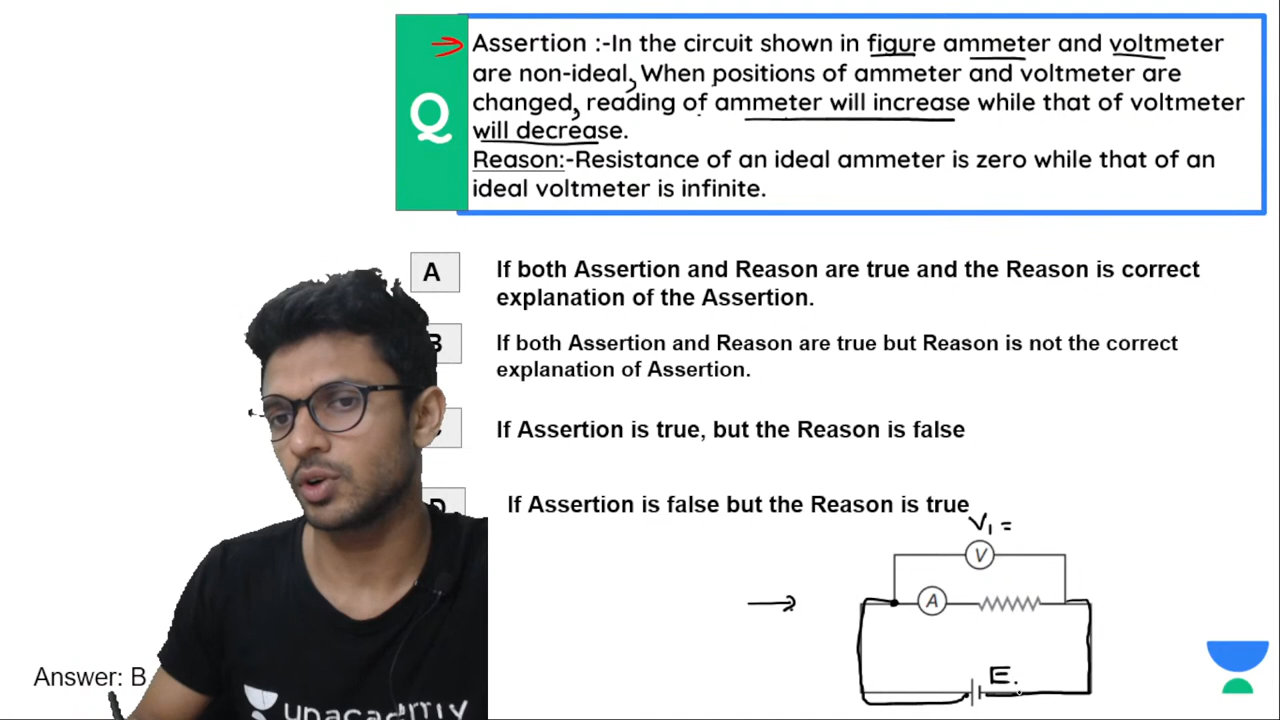 Assertion :-In the circuit shown in figure ammeter and voltmeter
are non-ideal, When positions of ammeter and voltmeter are
changed, reading of ammeter will increase while that of voltmeter
will decrease.
Q
Reason:-Resistance of an ideal ammeter is zero while that of an
ideal voltmeter is infinite.
A
If both Assertion and Reason are true and the Reason is correct
explanation of the Assertion.
B
If both Assertion and Reason are true but Reason is not the correct
explanation of Assertion.
If Assertion is true, but the Reason is false
D
If Assertion is false but the Reason is true
V₁ =
V
A
E.
Answer: B
unacademy